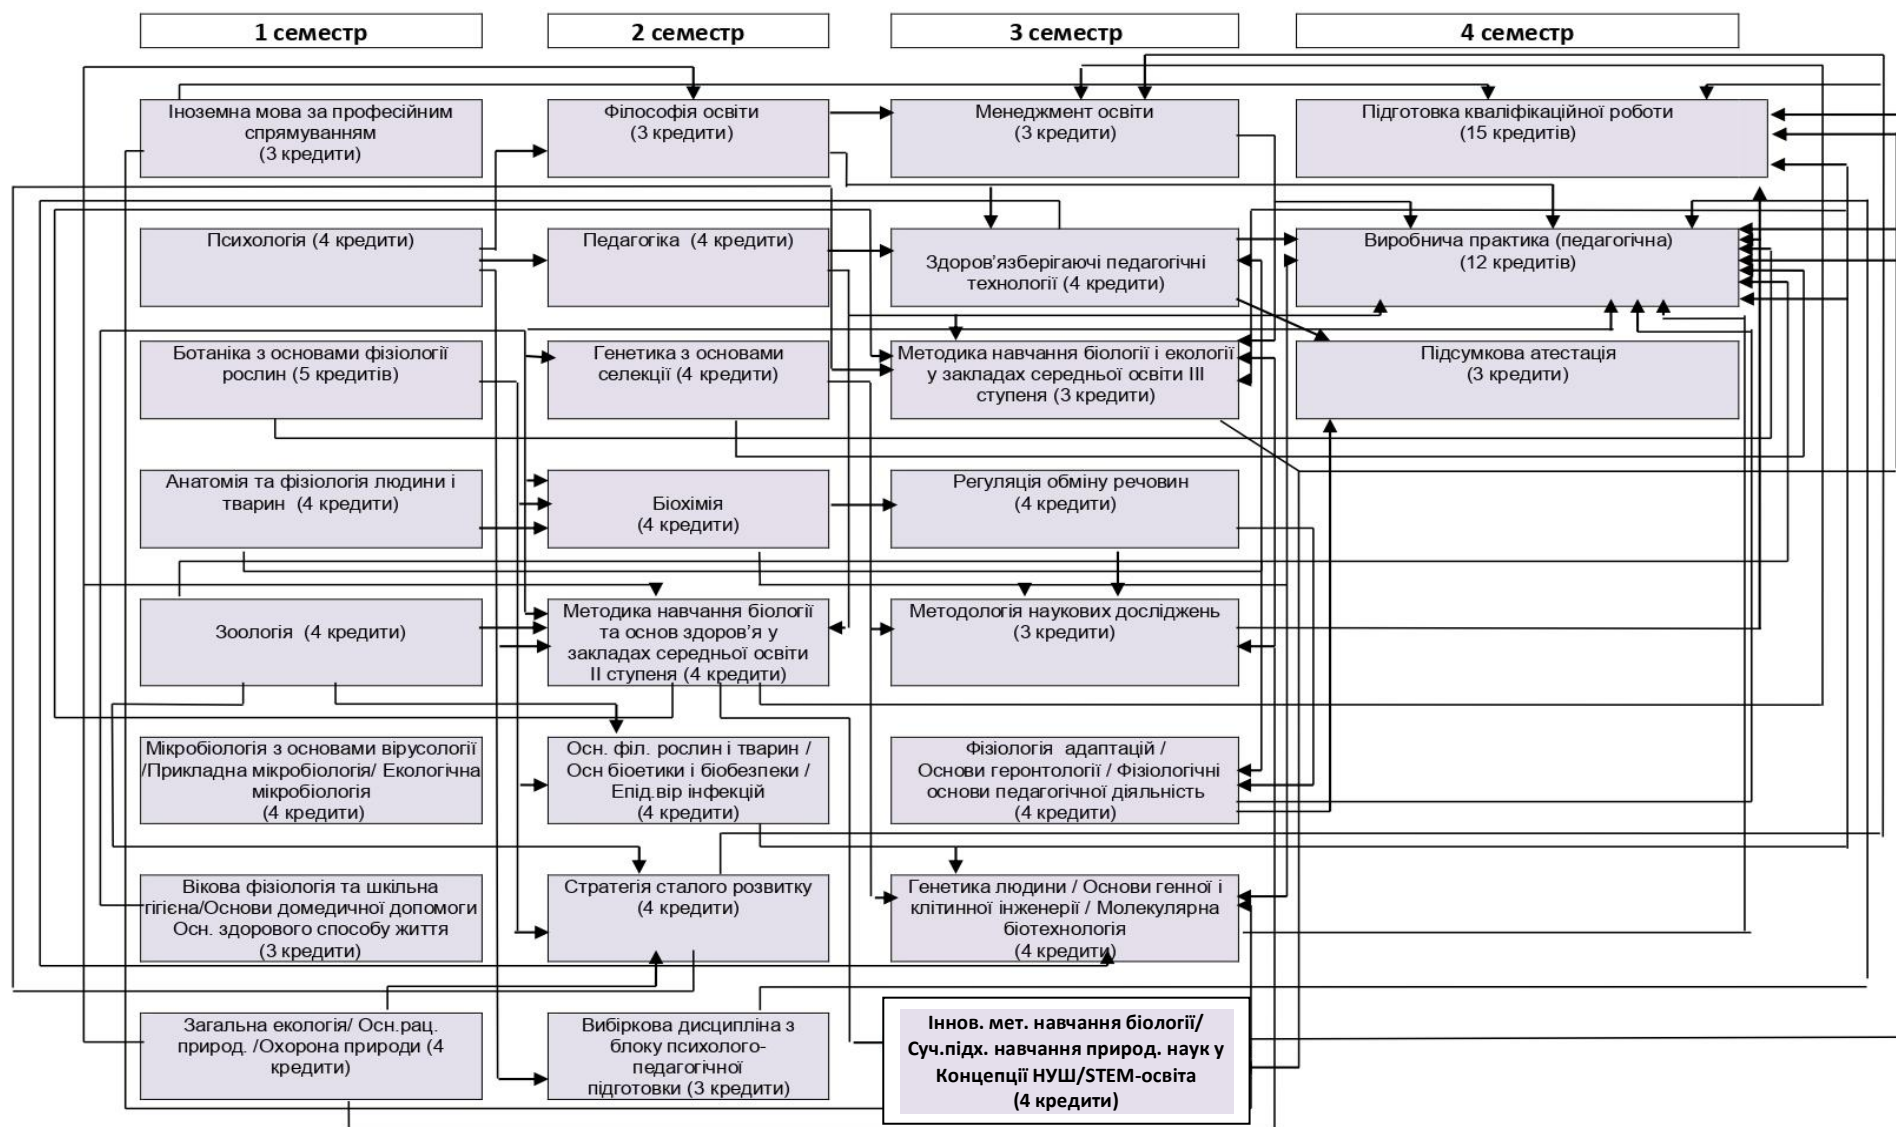 1 семестр
2 семестр
3 семестр
4 семестр
Іноземна мова за професійним
спрямуванням
(3 кредити)
Філософія освіти
(3 кредити)
Менеджмент освіти
(3 кредити)
Підготовка кваліфікаційної роботи
(15 кредитів)
Психологія (4 кредити)
Педагогіка (4 кредити)
Здоров'язберігаючі педагогічні
технології (4 кредити)
Виробнича практика (педагогічна)
(12 кредитів)
Ботаніка з основами фізіології
рослин (5 кредитів)
Генетика з основами
селекції (4 кредити)
Методика навчання біології і екології
у закладах середньої освіти ІІІ
ступеня (3 кредити)
Підсумкова атестація
(3 кредити)
Анатомія та фізіологія людини і
тварин (4 кредити)
Біохімія
(4 кредити)
Регуляція обміну речовин
(4 кредити)
Зоологія (4 кредити)
Методика навчання біології
та основ здоров'я у
закладах середньої освіти
ІІ ступеня (4 кредити)
Методологія наукових досліджень
(3 кредити)
Мікробіологія з основами вірусології
/Прикладна мікробіологія/ Екологічна
мікробіологія
(4 кредити)
Осн. філ. рослин і тварин /
Осн біоетики і біобезпеки /
Епід.вір інфекцій
(4 кредити)
Фізіологія адаптацій /
Основи геронтології / Фізіологічні
основи педагогічної діяльність
(4 кредити)
Вікова фізіологія та шкільна
гігієна/Основи домедичної допомоги
Осн. здорового способу життя
(3 кредити)
Стратегія сталого розвитку
(4 кредити)
Генетика людини / Основи генної і
клітинної інженерії / Молекулярна
біотехнологія
(4 кредити)
Загальна екологія/ Осн.рац.
природ. /Охорона природи (4
кредити)
Вибіркова дисципліна з
блоку психолого-
педагогічної
підготовки (3 кредити)
Іннов. мет. навчання біології/
Суч.підх. навчання природ. наук у
Концепції НУШ/STEM-освіта
(4 кредити)